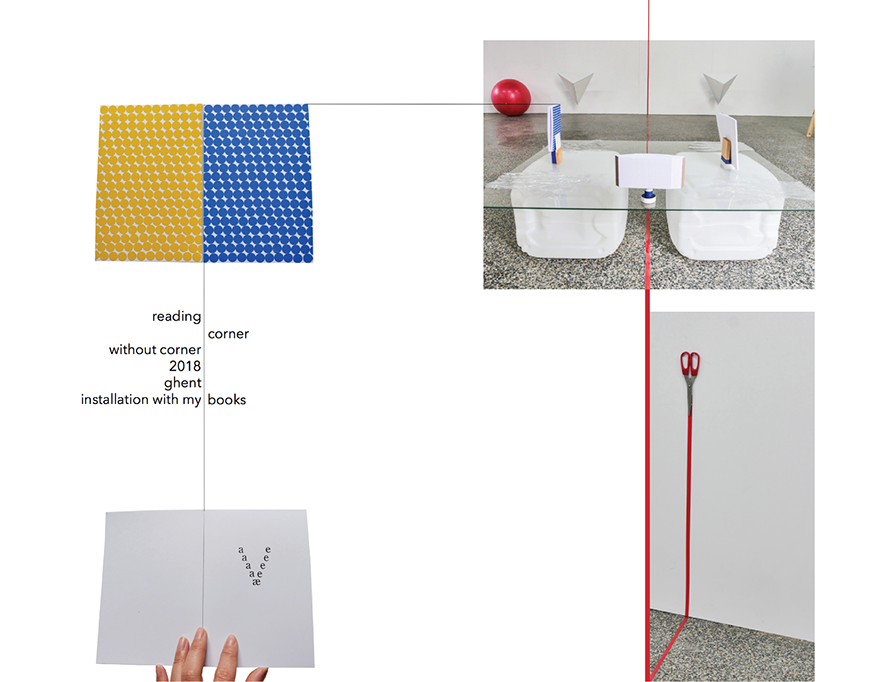 reading
corner
without corner
2018
ghent
installation with my books
a e
a e
a e
a e
æ